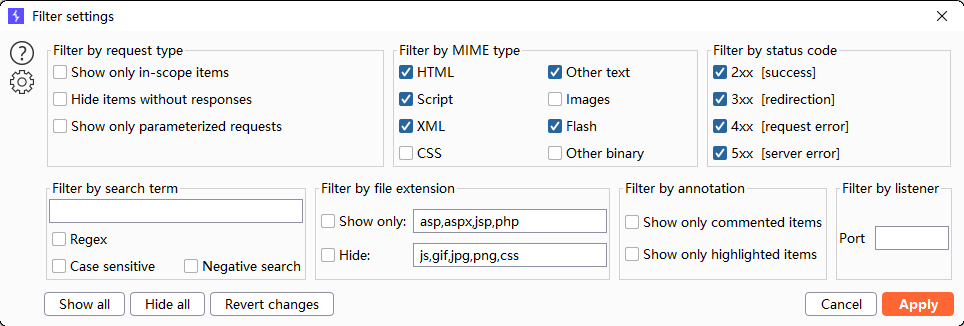 Filter settings
Filter by request type
Show only in-scope items
Hide items without responses
Show only parameterized requests
Filter by MIME type
HTML
Other text
Script
Images
XML
Flash
CSS
Other binary
Filter by status code
2xx [success]
3xx [redirection]
4xx [request error]
5xx [server error]
Filter by search term
Regex
Case sensitive
Negative search
Filter by file extension
Show only: asp,aspx,jsp,php
Hide: js,gif,jpg,png,css
Filter by annotation
Show only commented items
Show only highlighted items
Filter by listener
Port
Show all
Hide all
Revert changes
Cancel
Apply